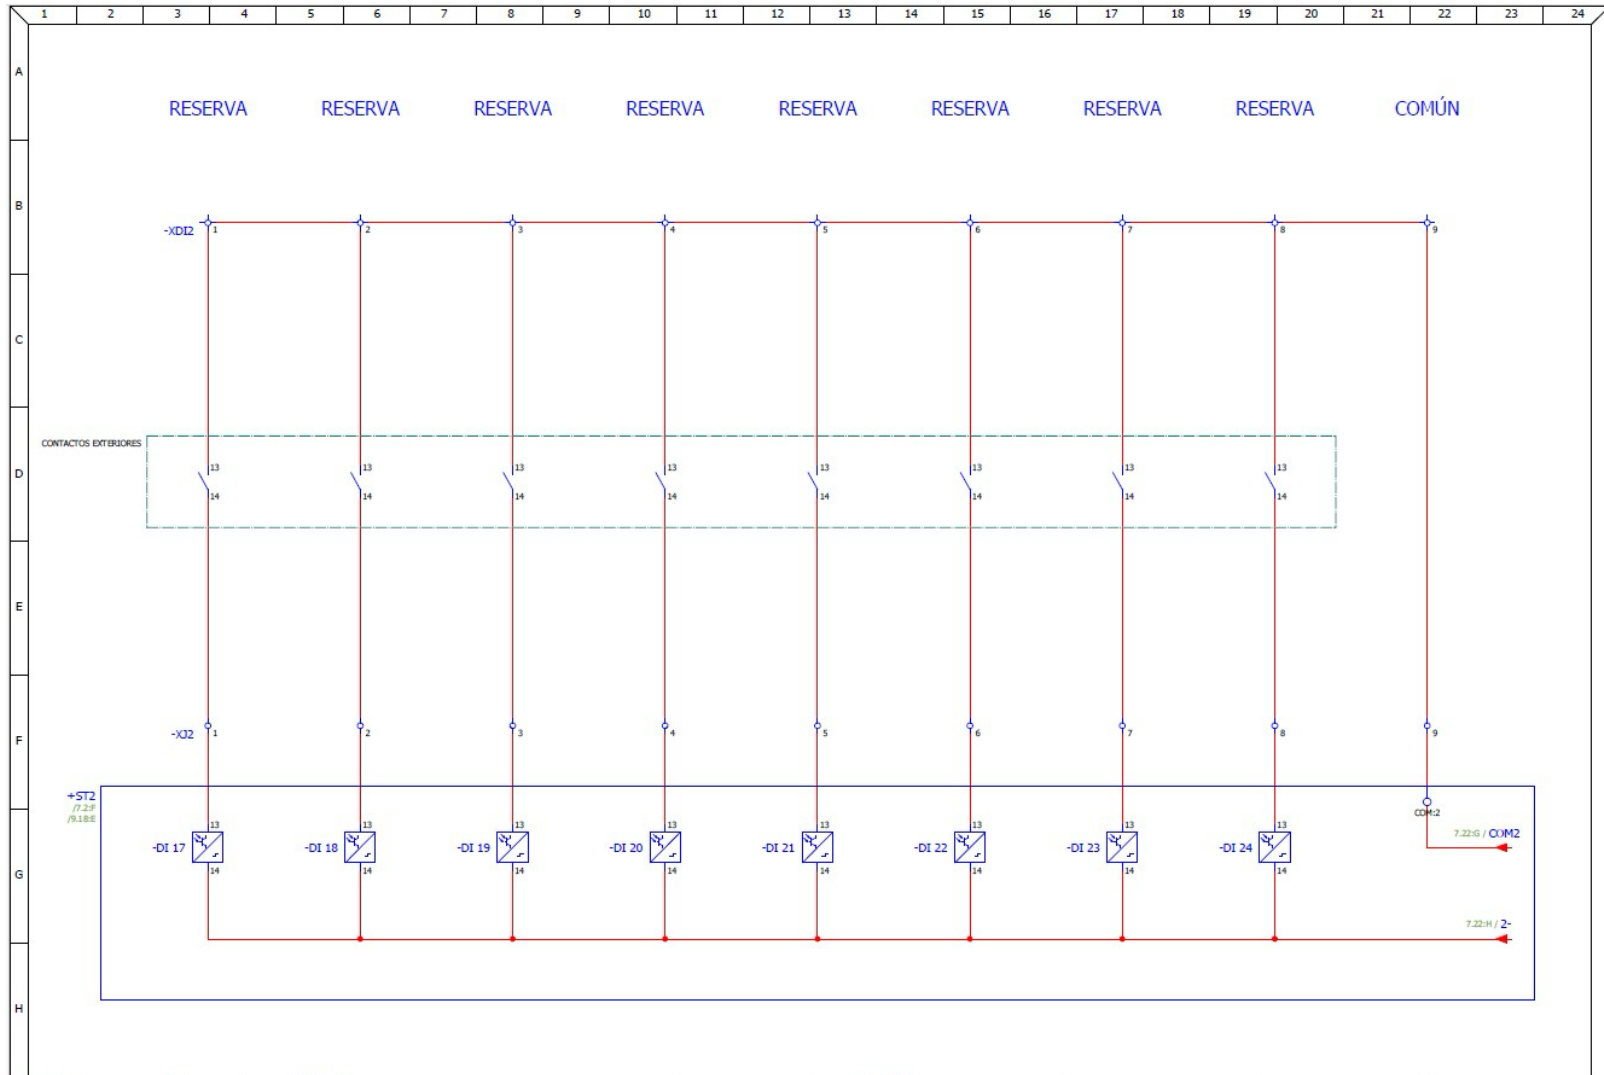 1 2 3 4 5 6 7 8 9 10 11 12 13 14 15 16 17 18 19 20 21 22 23 24
A
RESERVA RESERVA RESERVA RESERVA RESERVA RESERVA RESERVA RESERVA COMÚN
B
-XDI2 1 2 3 4 5 6 7 8 9
C
CONTACTOS EXTERIORES
D
13 13 13 13 13 13 13 13
14 14 14 14 14 14 14 14
E
F
-XJ2 1 2 3 4 5 6 7 8 9
+ST2
/7.2:F
/9.18:E
COM:2
13 13 13 13 13 13 13 13
7.22:G / COM2
-DI 17 -DI 18 -DI 19 -DI 20 -DI 21 -DI 22 -DI 23 -DI 24
14 14 14 14 14 14 14 14
G
7.22:H / 2-
H